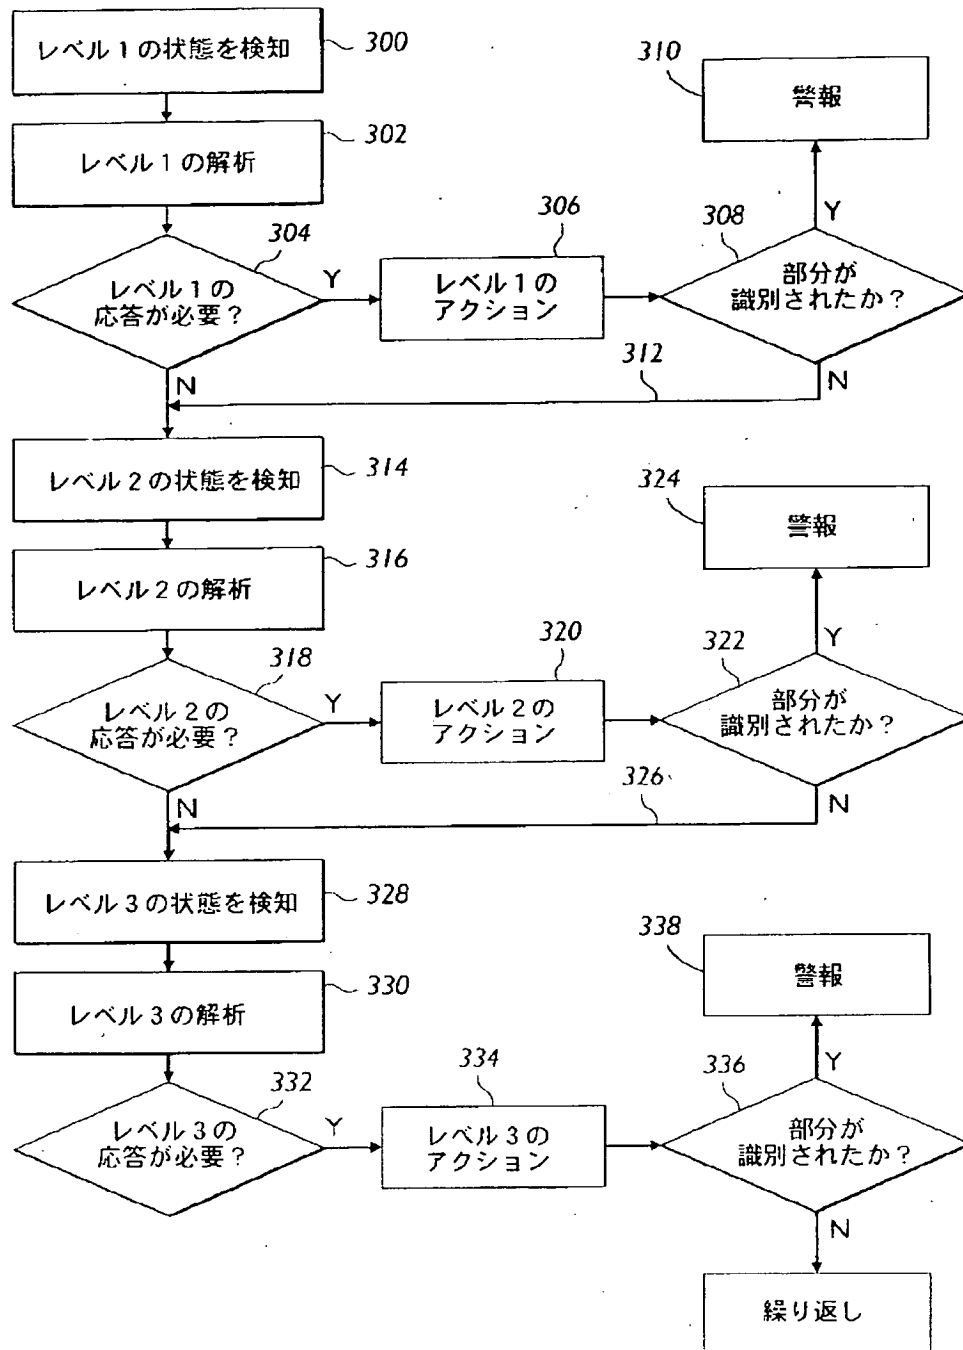 レベル1の状態を検知
300
310
警報
302
レベル1の解析
304
306
308
Y
レベル1の
応答が必要?
Y
レベル1の
アクション
部分が
識別されたか?
312
N
N
レベル2の状態を検知
314
324
警報
316
レベル2の解析
318
320
322
Y
レベル2の
応答が必要?
Y
レベル2の
アクション
部分が
識別されたか?
326
N
N
レベル3の状態を検知
328
338
警報
330
レベル3の解析
332
334
336
Y
レベル3の
応答が必要?
Y
レベル3の
アクション
部分が
識別されたか?
N
繰り返し